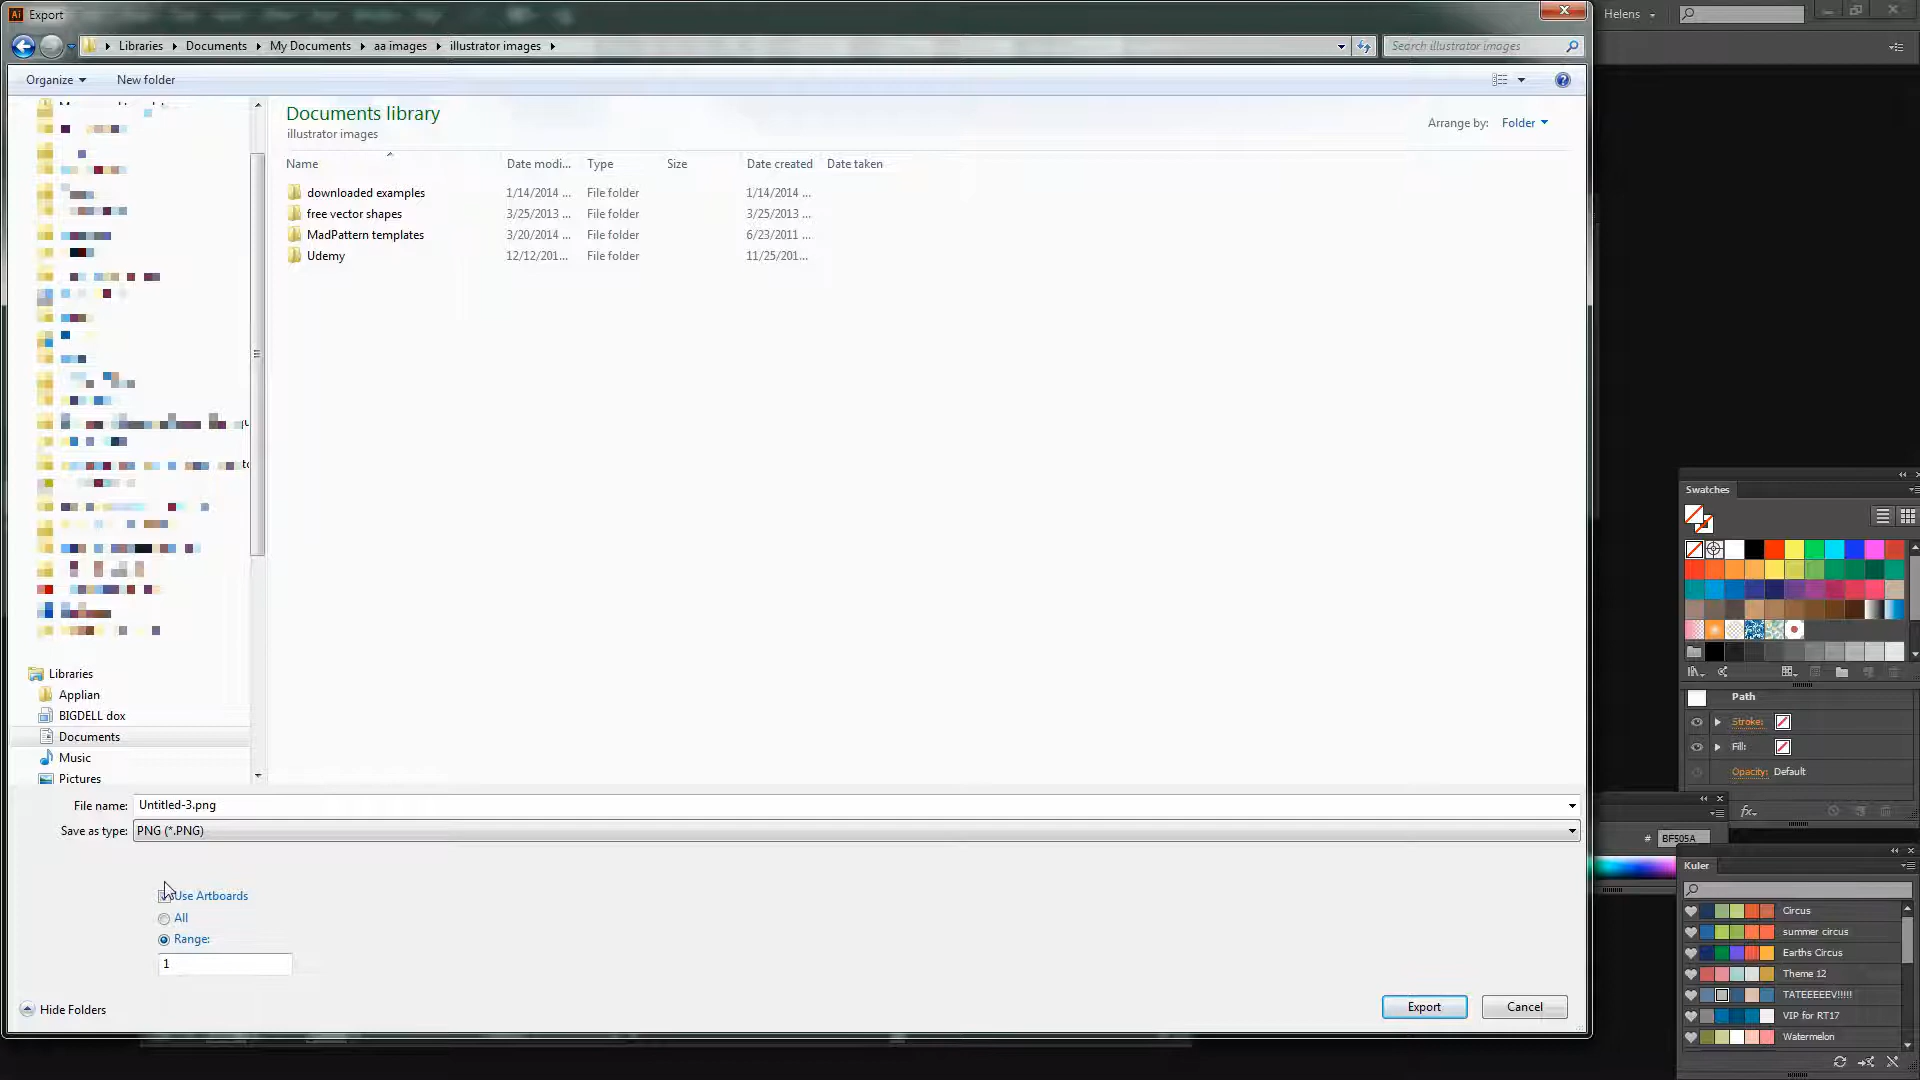 Ai Export
Helens
Libraries Documents My Documents aa images illustrator images
Search illustrator images
Organize New folder
Documents library
illustrator images
Arrange by: Folder
Name Date modi... Type Size Date created Date taken
downloaded examples 1/14/2014 ... File folder 1/14/2014 ...
free vector shapes 3/25/2013 ... File folder 3/25/2013 ...
MadPattern templates 3/20/2014 ... File folder 6/23/2011 ...
Udemy 12/12/201... File folder 11/25/201...
Libraries
Applian
BIGDELL dox
Documents
Music
Pictures
File name: Untitled-3.png
Save as type: PNG (*.PNG)
Use Artboards
All
Range:
1
Hide Folders
Export Cancel
Swatches
Path
Stroke:
Fill:
Opacity: Default
fx
# BF505A
Kuler
Circus
summer circus
Earths Circus
Theme 12
TATEEEEEV!!!!!
VIP for RT17
Watermelon